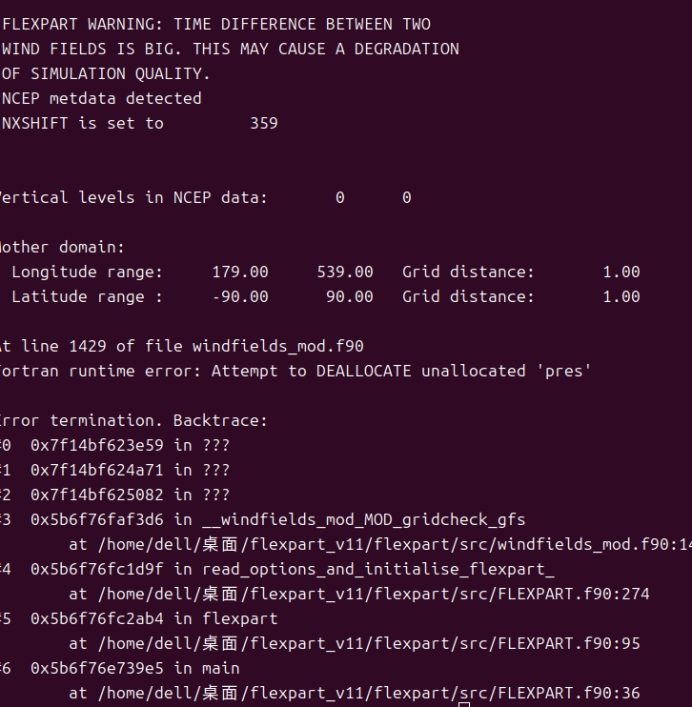 FLEXPART WARNING: TIME DIFFERENCE BETWEEN TWO
WIND FIELDS IS BIG. THIS MAY CAUSE A DEGRADATION
OF SIMULATION QUALITY.
NCEP metdata detected
NXSHIFT is set to 359
Vertical levels in NCEP data: 0 0
Mother domain:
Longitude range: 179.00 539.00 Grid distance: 1.00
Latitude range : -90.00 90.00 Grid distance: 1.00
At line 1429 of file windfields_mod.f90
Fortran runtime error: Attempt to DEALLOCATE unallocated 'pres'
Error termination. Backtrace:
#0 0x7f14bf623e59 in ???
#1 0x7f14bf624a71 in ???
#2 0x7f14bf625082 in ???
#3 0x5b6f76faf3d6 in __windfields_mod_MOD_gridcheck_gfs
at /home/dell/桌面/flexpart_v11/flexpart/src/windfields_mod.f90:14
#4 0x5b6f76fc1d9f in read_options_and_initialise_flexpart_
at /home/dell/桌面/flexpart_v11/flexpart/src/FLEXPART.f90:274
#5 0x5b6f76fc2ab4 in flexpart
at /home/dell/桌面/flexpart_v11/flexpart/src/FLEXPART.f90:95
#6 0x5b6f76e739e5 in main
at /home/dell/桌面/flexpart_v11/flexpart/src/FLEXPART.f90:36